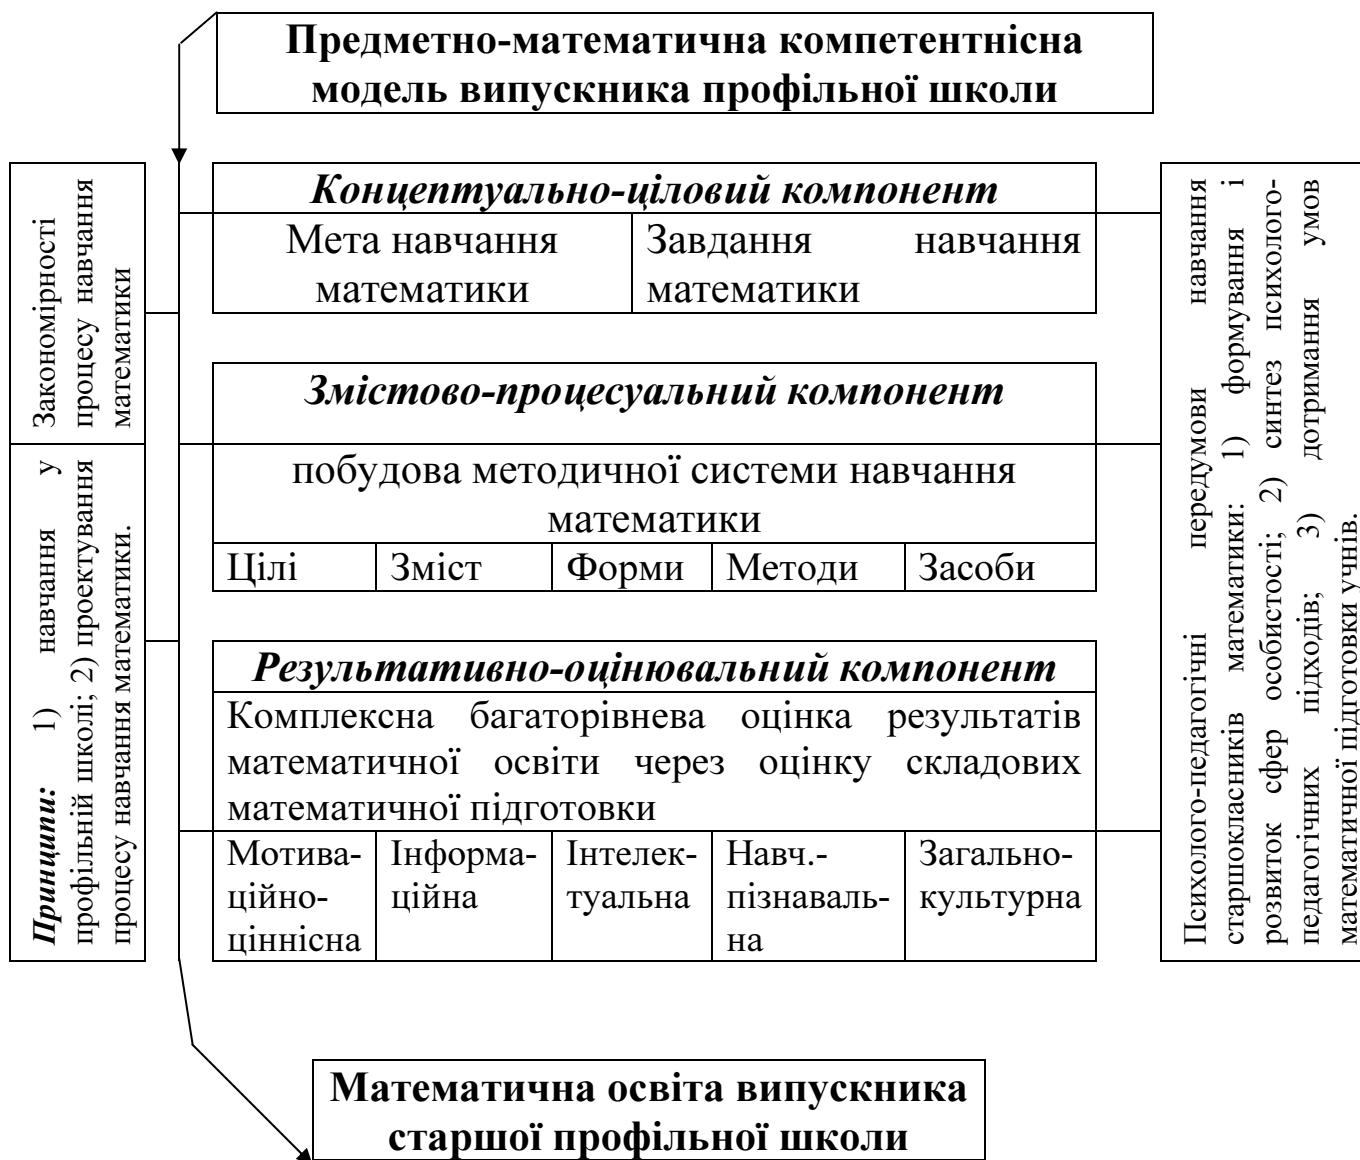 Предметно-математична компетентнісна
модель випускника профільної школи
Закономірності
процесу навчання
математики
Принципи: 1) навчання у
профільній школі; 2) проектування
процесу навчання математики.
Концептуально-ціловий компонент
Мета навчання
математики
Завдання навчання
математики
Змістово-процесуальний компонент
побудова методичної системи навчання
математики
Цілі
Зміст
Форми
Методи
Засоби
Результативно-оцінювальний компонент
Комплексна багаторівнева оцінка результатів
математичної освіти через оцінку складових
математичної підготовки
Мотива-
ційно-
ціннісна
Інформа-
ційна
Інтелек-
туальна
Навч.-
пізнаваль-
на
Загально-
культурна
Психолого-педагогічні передумови навчання
старшокласників математики: 1) формування і
розвиток сфер особистості; 2) синтез психолого-
педагогічних підходів; 3) дотримання умов
математичної підготовки учнів.
Математична освіта випускника
старшої профільної школи